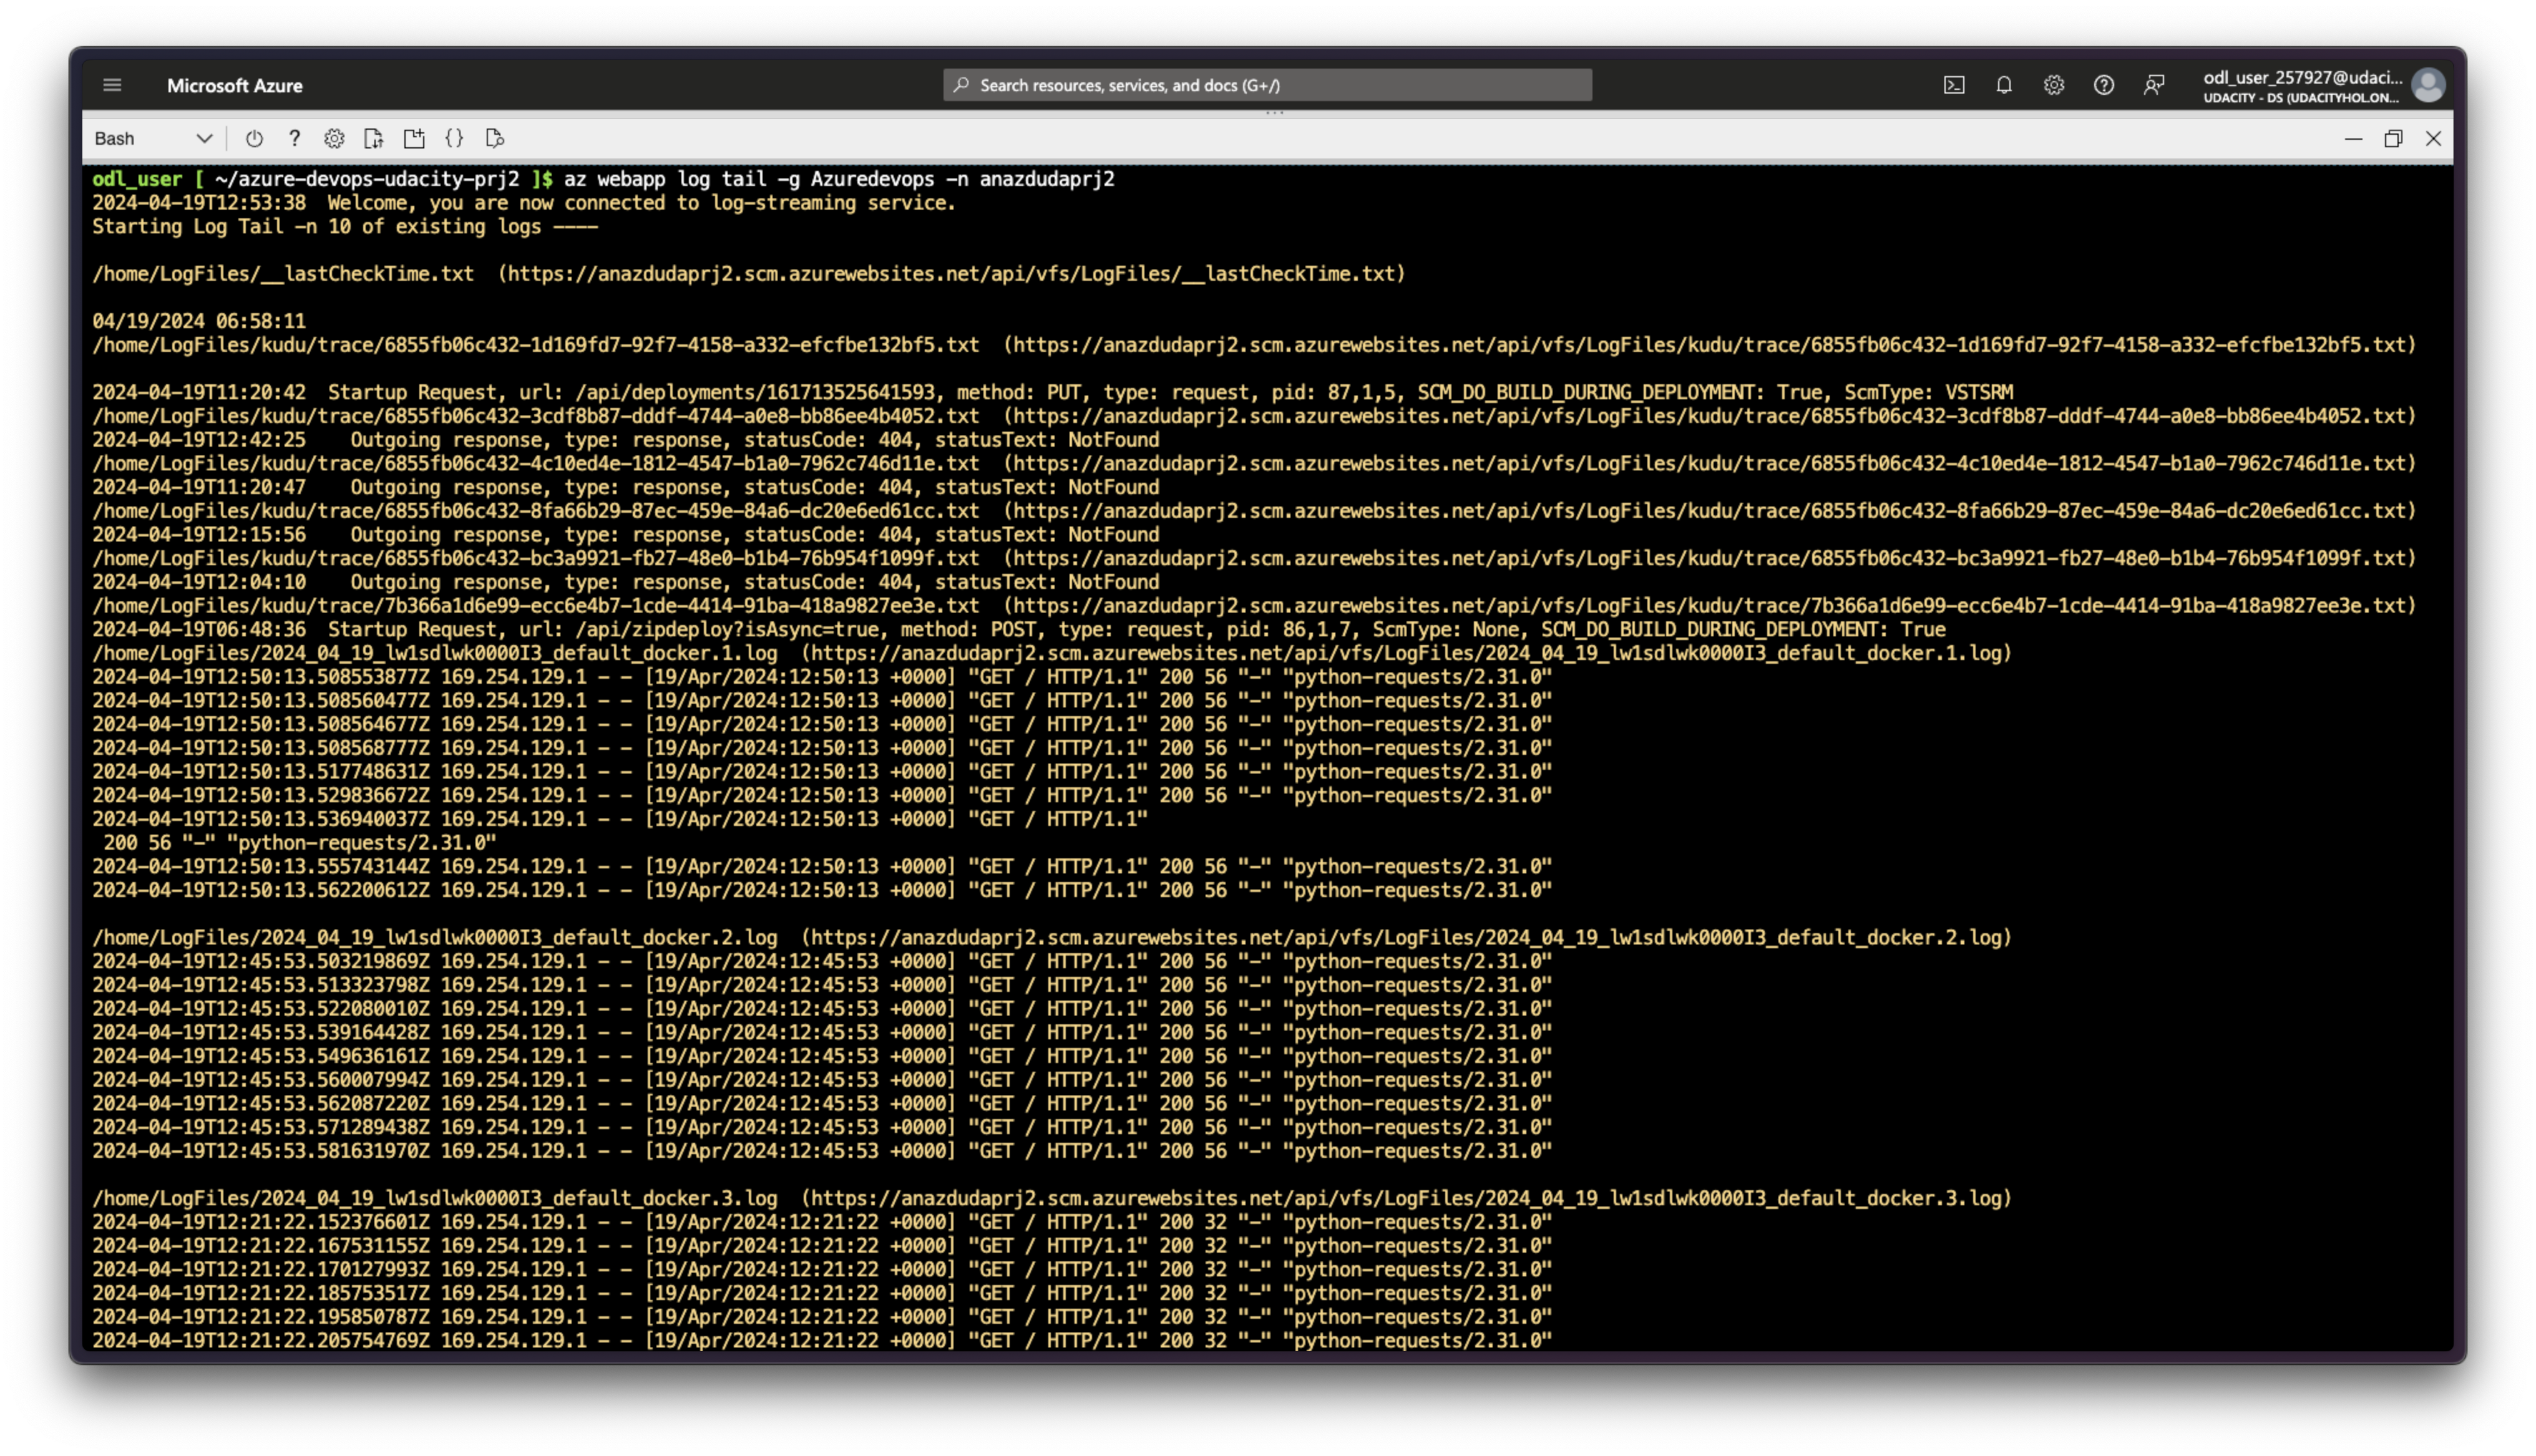 Microsoft Azure
Search resources, services, and docs (G+/)
odl_user_257927@udaci...
UDACITY - DS (UDACITYHOL.ON...
Bash
odl_user [ ~/azure-devops-udacity-prj2 ]$ az webapp log tail -g Azuredevops -n anazdudaprj2
2024-04-19T12:53:38  Welcome, you are now connected to log-streaming service.
Starting Log Tail -n 10 of existing logs ----
/home/LogFiles/__lastCheckTime.txt  (https://anazdudaprj2.scm.azurewebsites.net/api/vfs/LogFiles/__lastCheckTime.txt)
04/19/2024 06:58:11
/home/LogFiles/kudu/trace/6855fb06c432-1d169fd7-92f7-4158-a332-efcfbe132bf5.txt  (https://anazdudaprj2.scm.azurewebsites.net/api/vfs/LogFiles/kudu/trace/6855fb06c432-1d169fd7-92f7-4158-a332-efcfbe132bf5.txt)
2024-04-19T11:20:42  Startup Request, url: /api/deployments/161713525641593, method: PUT, type: request, pid: 87,1,5, SCM_DO_BUILD_DURING_DEPLOYMENT: True, ScmType: VSTSRM
/home/LogFiles/kudu/trace/6855fb06c432-3cdf8b87-dddf-4744-a0e8-bb86ee4b4052.txt  (https://anazdudaprj2.scm.azurewebsites.net/api/vfs/LogFiles/kudu/trace/6855fb06c432-3cdf8b87-dddf-4744-a0e8-bb86ee4b4052.txt)
2024-04-19T12:42:25    Outgoing response, type: response, statusCode: 404, statusText: NotFound
/home/LogFiles/kudu/trace/6855fb06c432-4c10ed4e-1812-4547-b1a0-7962c746d11e.txt  (https://anazdudaprj2.scm.azurewebsites.net/api/vfs/LogFiles/kudu/trace/6855fb06c432-4c10ed4e-1812-4547-b1a0-7962c746d11e.txt)
2024-04-19T11:20:47    Outgoing response, type: response, statusCode: 404, statusText: NotFound
/home/LogFiles/kudu/trace/6855fb06c432-8fa66b29-87ec-459e-84a6-dc20e6ed61cc.txt  (https://anazdudaprj2.scm.azurewebsites.net/api/vfs/LogFiles/kudu/trace/6855fb06c432-8fa66b29-87ec-459e-84a6-dc20e6ed61cc.txt)
2024-04-19T12:15:56    Outgoing response, type: response, statusCode: 404, statusText: NotFound
/home/LogFiles/kudu/trace/6855fb06c432-bc3a9921-fb27-48e0-b1b4-76b954f1099f.txt  (https://anazdudaprj2.scm.azurewebsites.net/api/vfs/LogFiles/kudu/trace/6855fb06c432-bc3a9921-fb27-48e0-b1b4-76b954f1099f.txt)
2024-04-19T12:04:10    Outgoing response, type: response, statusCode: 404, statusText: NotFound
/home/LogFiles/kudu/trace/7b366a1d6e99-ecc6e4b7-1cde-4414-91ba-418a9827ee3e.txt  (https://anazdudaprj2.scm.azurewebsites.net/api/vfs/LogFiles/kudu/trace/7b366a1d6e99-ecc6e4b7-1cde-4414-91ba-418a9827ee3e.txt)
2024-04-19T06:48:36  Startup Request, url: /api/zipdeploy?isAsync=true, method: POST, type: request, pid: 86,1,7, ScmType: None, SCM_DO_BUILD_DURING_DEPLOYMENT: True
/home/LogFiles/2024_04_19_lw1sdlwk0000I3_default_docker.1.log  (https://anazdudaprj2.scm.azurewebsites.net/api/vfs/LogFiles/2024_04_19_lw1sdlwk0000I3_default_docker.1.log)
2024-04-19T12:50:13.508553877Z 169.254.129.1 - - [19/Apr/2024:12:50:13 +0000] "GET / HTTP/1.1" 200 56 "-" "python-requests/2.31.0"
2024-04-19T12:50:13.508560477Z 169.254.129.1 - - [19/Apr/2024:12:50:13 +0000] "GET / HTTP/1.1" 200 56 "-" "python-requests/2.31.0"
2024-04-19T12:50:13.508564677Z 169.254.129.1 - - [19/Apr/2024:12:50:13 +0000] "GET / HTTP/1.1" 200 56 "-" "python-requests/2.31.0"
2024-04-19T12:50:13.508568777Z 169.254.129.1 - - [19/Apr/2024:12:50:13 +0000] "GET / HTTP/1.1" 200 56 "-" "python-requests/2.31.0"
2024-04-19T12:50:13.517748631Z 169.254.129.1 - - [19/Apr/2024:12:50:13 +0000] "GET / HTTP/1.1" 200 56 "-" "python-requests/2.31.0"
2024-04-19T12:50:13.529836672Z 169.254.129.1 - - [19/Apr/2024:12:50:13 +0000] "GET / HTTP/1.1" 200 56 "-" "python-requests/2.31.0"
2024-04-19T12:50:13.536940037Z 169.254.129.1 - - [19/Apr/2024:12:50:13 +0000] "GET / HTTP/1.1"
 200 56 "-" "python-requests/2.31.0"
2024-04-19T12:50:13.555743144Z 169.254.129.1 - - [19/Apr/2024:12:50:13 +0000] "GET / HTTP/1.1" 200 56 "-" "python-requests/2.31.0"
2024-04-19T12:50:13.562200612Z 169.254.129.1 - - [19/Apr/2024:12:50:13 +0000] "GET / HTTP/1.1" 200 56 "-" "python-requests/2.31.0"
/home/LogFiles/2024_04_19_lw1sdlwk0000I3_default_docker.2.log  (https://anazdudaprj2.scm.azurewebsites.net/api/vfs/LogFiles/2024_04_19_lw1sdlwk0000I3_default_docker.2.log)
2024-04-19T12:45:53.503219869Z 169.254.129.1 - - [19/Apr/2024:12:45:53 +0000] "GET / HTTP/1.1" 200 56 "-" "python-requests/2.31.0"
2024-04-19T12:45:53.513323798Z 169.254.129.1 - - [19/Apr/2024:12:45:53 +0000] "GET / HTTP/1.1" 200 56 "-" "python-requests/2.31.0"
2024-04-19T12:45:53.522080010Z 169.254.129.1 - - [19/Apr/2024:12:45:53 +0000] "GET / HTTP/1.1" 200 56 "-" "python-requests/2.31.0"
2024-04-19T12:45:53.539164428Z 169.254.129.1 - - [19/Apr/2024:12:45:53 +0000] "GET / HTTP/1.1" 200 56 "-" "python-requests/2.31.0"
2024-04-19T12:45:53.549636161Z 169.254.129.1 - - [19/Apr/2024:12:45:53 +0000] "GET / HTTP/1.1" 200 56 "-" "python-requests/2.31.0"
2024-04-19T12:45:53.560007994Z 169.254.129.1 - - [19/Apr/2024:12:45:53 +0000] "GET / HTTP/1.1" 200 56 "-" "python-requests/2.31.0"
2024-04-19T12:45:53.562087220Z 169.254.129.1 - - [19/Apr/2024:12:45:53 +0000] "GET / HTTP/1.1" 200 56 "-" "python-requests/2.31.0"
2024-04-19T12:45:53.571289438Z 169.254.129.1 - - [19/Apr/2024:12:45:53 +0000] "GET / HTTP/1.1" 200 56 "-" "python-requests/2.31.0"
2024-04-19T12:45:53.581631970Z 169.254.129.1 - - [19/Apr/2024:12:45:53 +0000] "GET / HTTP/1.1" 200 56 "-" "python-requests/2.31.0"
/home/LogFiles/2024_04_19_lw1sdlwk0000I3_default_docker.3.log  (https://anazdudaprj2.scm.azurewebsites.net/api/vfs/LogFiles/2024_04_19_lw1sdlwk0000I3_default_docker.3.log)
2024-04-19T12:21:22.152376601Z 169.254.129.1 - - [19/Apr/2024:12:21:22 +0000] "GET / HTTP/1.1" 200 32 "-" "python-requests/2.31.0"
2024-04-19T12:21:22.167531155Z 169.254.129.1 - - [19/Apr/2024:12:21:22 +0000] "GET / HTTP/1.1" 200 32 "-" "python-requests/2.31.0"
2024-04-19T12:21:22.170127993Z 169.254.129.1 - - [19/Apr/2024:12:21:22 +0000] "GET / HTTP/1.1" 200 32 "-" "python-requests/2.31.0"
2024-04-19T12:21:22.185753517Z 169.254.129.1 - - [19/Apr/2024:12:21:22 +0000] "GET / HTTP/1.1" 200 32 "-" "python-requests/2.31.0"
2024-04-19T12:21:22.195850787Z 169.254.129.1 - - [19/Apr/2024:12:21:22 +0000] "GET / HTTP/1.1" 200 32 "-" "python-requests/2.31.0"
2024-04-19T12:21:22.205754769Z 169.254.129.1 - - [19/Apr/2024:12:21:22 +0000] "GET / HTTP/1.1" 200 32 "-" "python-requests/2.31.0"